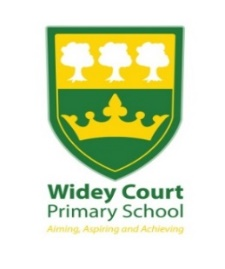 Widey Court
Primary School
Aiming, Aspiring and Achieving